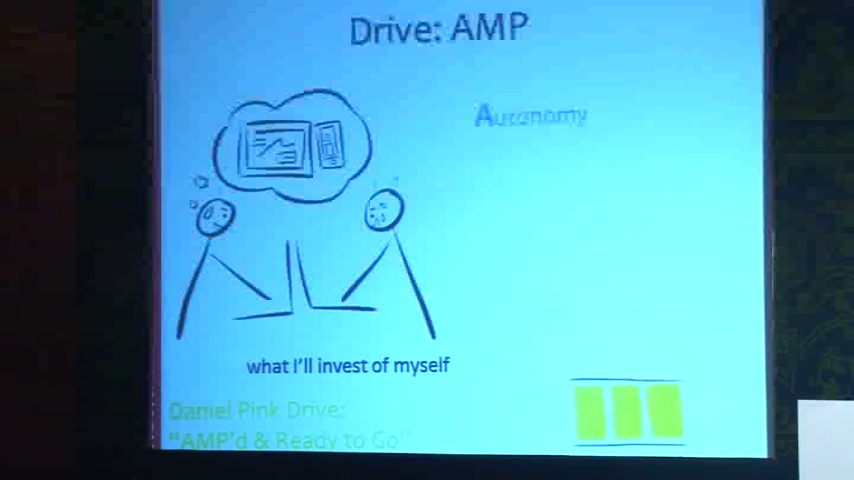 Drive: AMP
Autonomy
what I'll invest of myself
Daniel Pink Drive:
"AMP'd & Ready to Go"